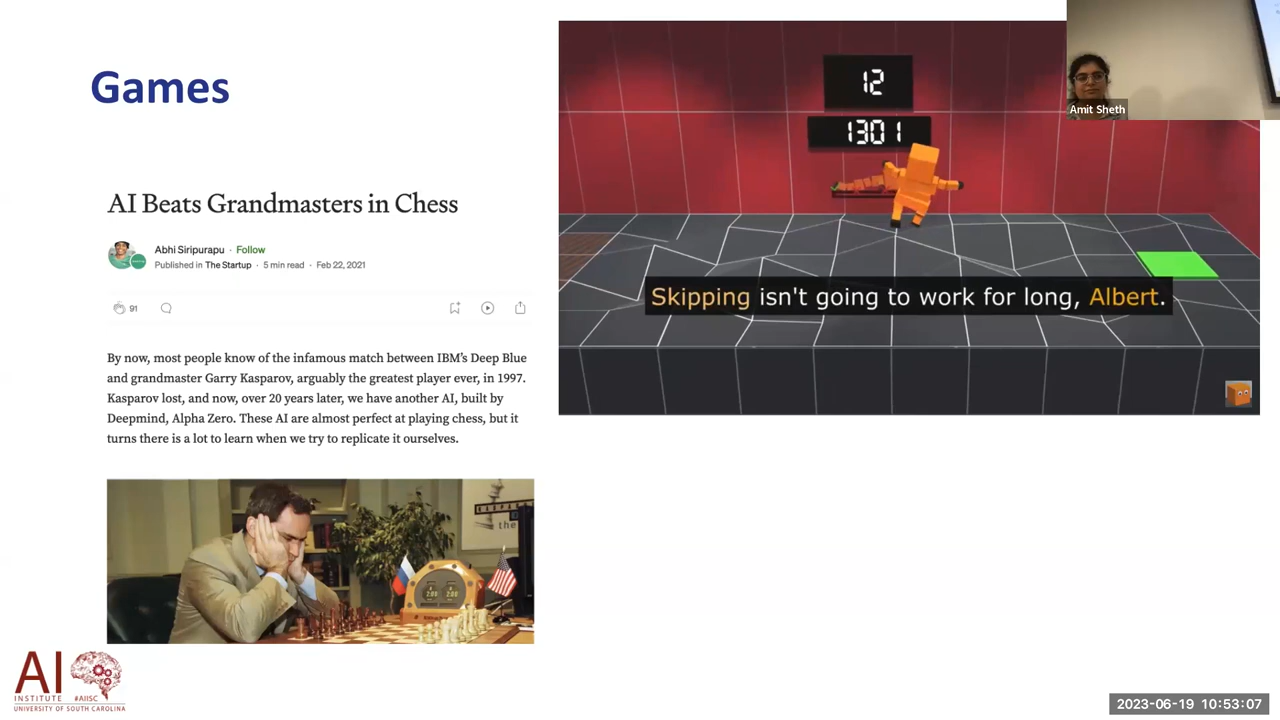 Games
AI Beats Grandmasters in Chess
Abhi Siripurapu · Follow
Published in The Startup · 5 min read · Feb 22, 2021
91
By now, most people know of the infamous match between IBM's Deep Blue
and grandmaster Garry Kasparov, arguably the greatest player ever, in 1997.
Kasparov lost, and now, over 20 years later, we have another AI, built by
Deepmind, Alpha Zero. These AI are almost perfect at playing chess, but it
turns there is a lot to learn when we try to replicate it ourselves.
the
2:00 2:00
12
1301
Skipping isn't going to work for long, Albert.
Amit Sheth
AI
INSTITUTE #AIISC
UNIVERSITY OF SOUTH CAROLINA
2023-06-19 10:53:07